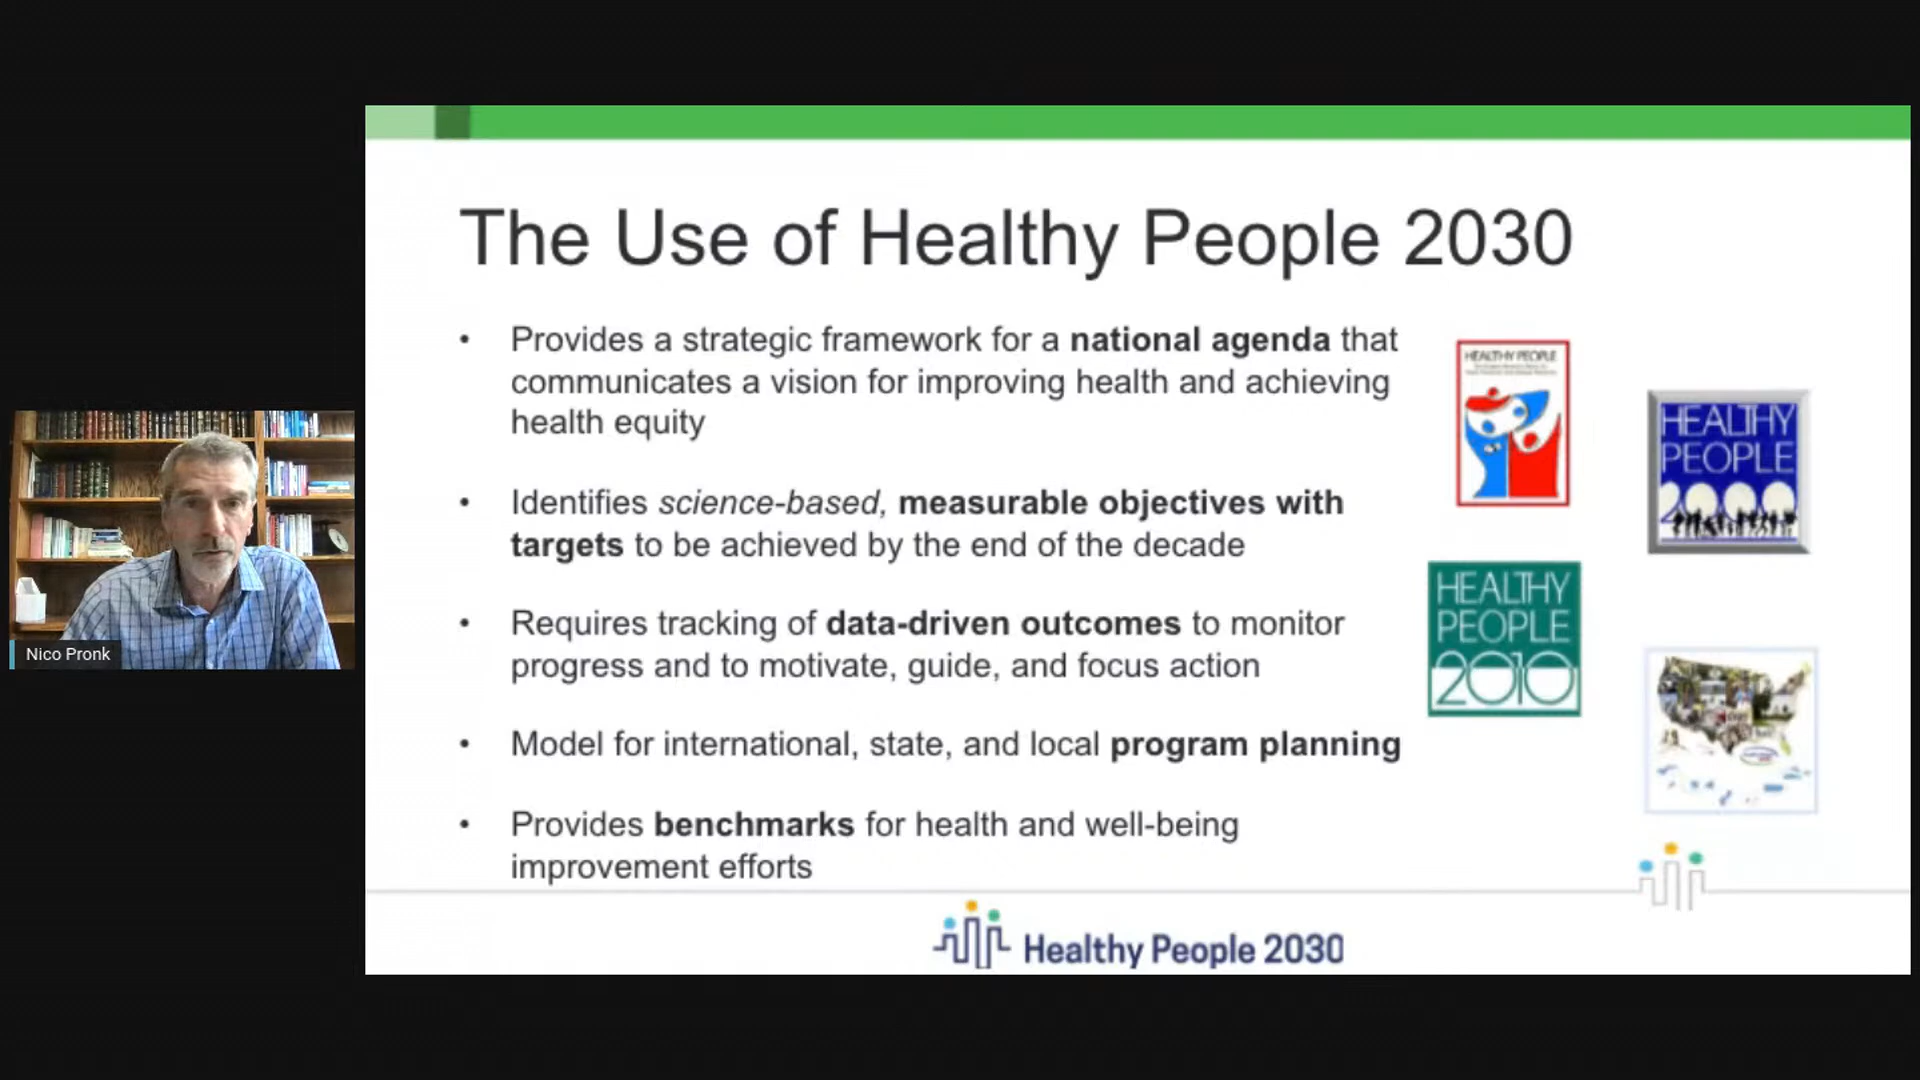 The Use of Healthy People 2030
• Provides a strategic framework for a national agenda that
communicates a vision for improving health and achieving
health equity
• Identifies science-based, measurable objectives with
targets to be achieved by the end of the decade
• Requires tracking of data-driven outcomes to monitor
progress and to motivate, guide, and focus action
• Model for international, state, and local program planning
• Provides benchmarks for health and well-being
improvement efforts
HEALTHY PEOPLE
HEALTHY
PEOPLE
2000
HEALTHY
PEOPLE
2010
Healthy People 2030
Nico Pronk